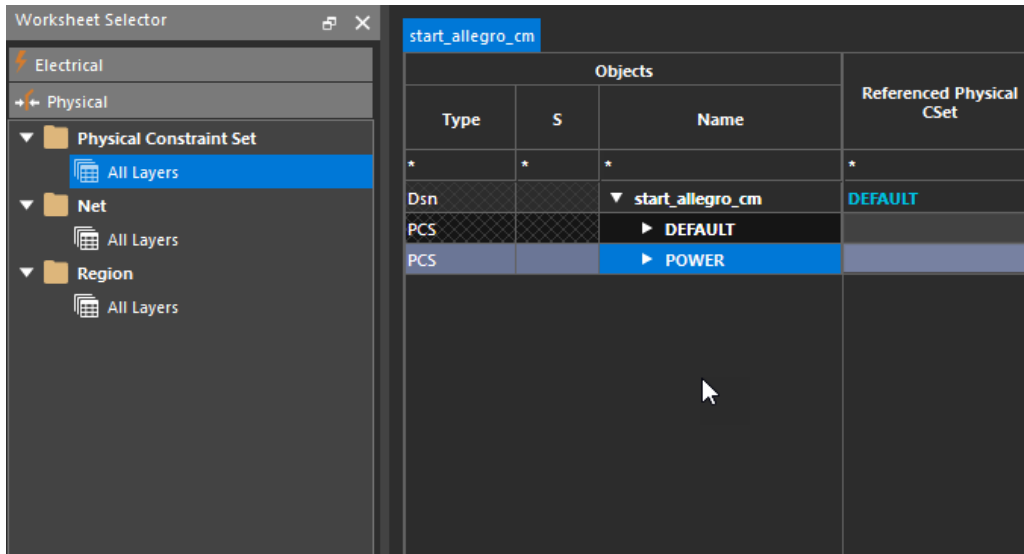 Worksheet Selector
Electrical
Physical
Physical Constraint Set
All Layers
Net
All Layers
Region
All Layers
start_allegro_cm
Objects
Referenced Physical
CSet
Type S Name
* * * *
Dsn start_allegro_cm DEFAULT
PCS DEFAULT
PCS POWER